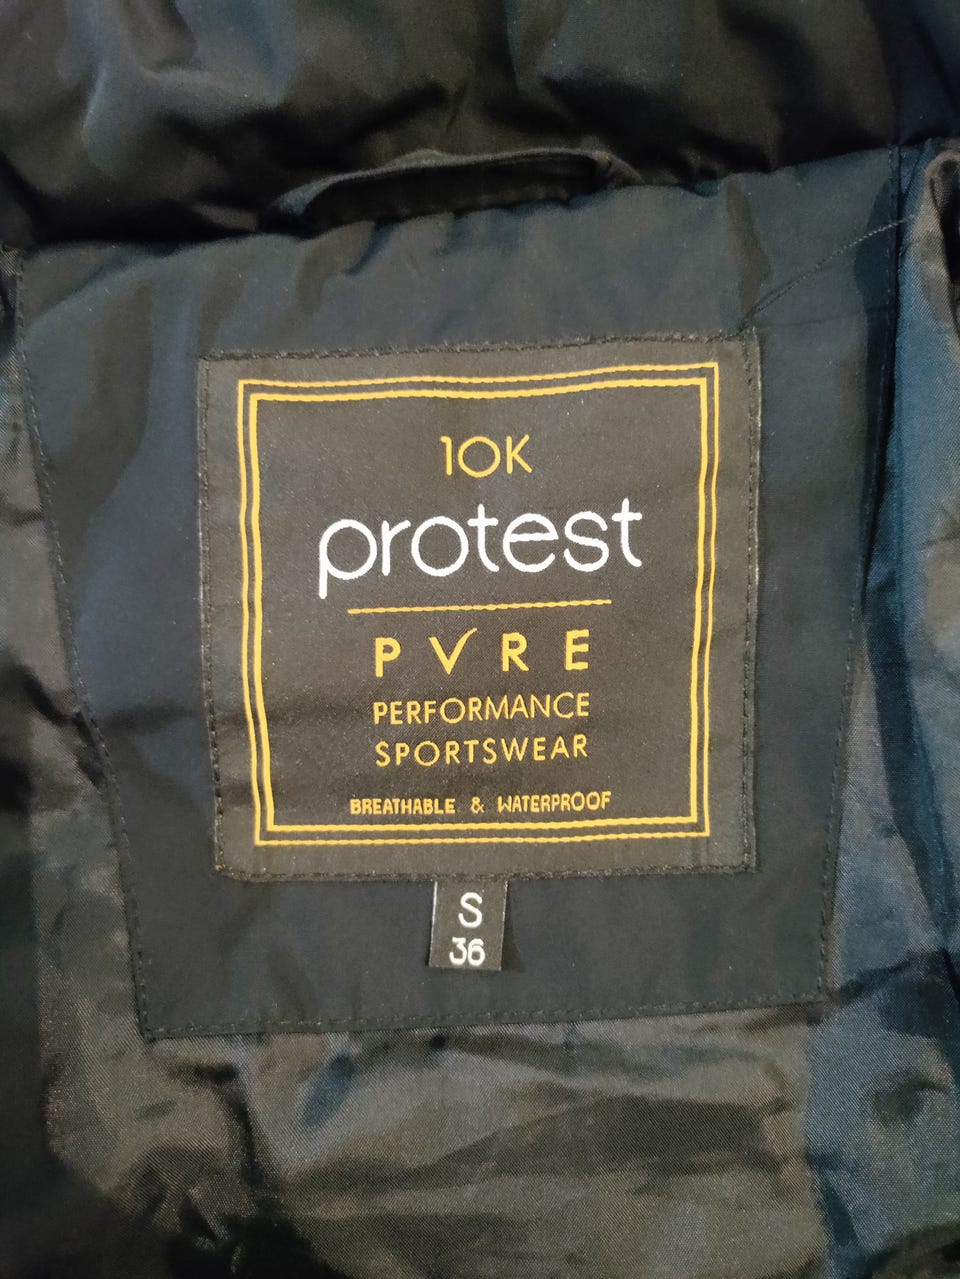 10K
protest
PVRE
PERFORMANCE
SPORTSWEAR
BREATHABLE & WATERPROOF
S
36